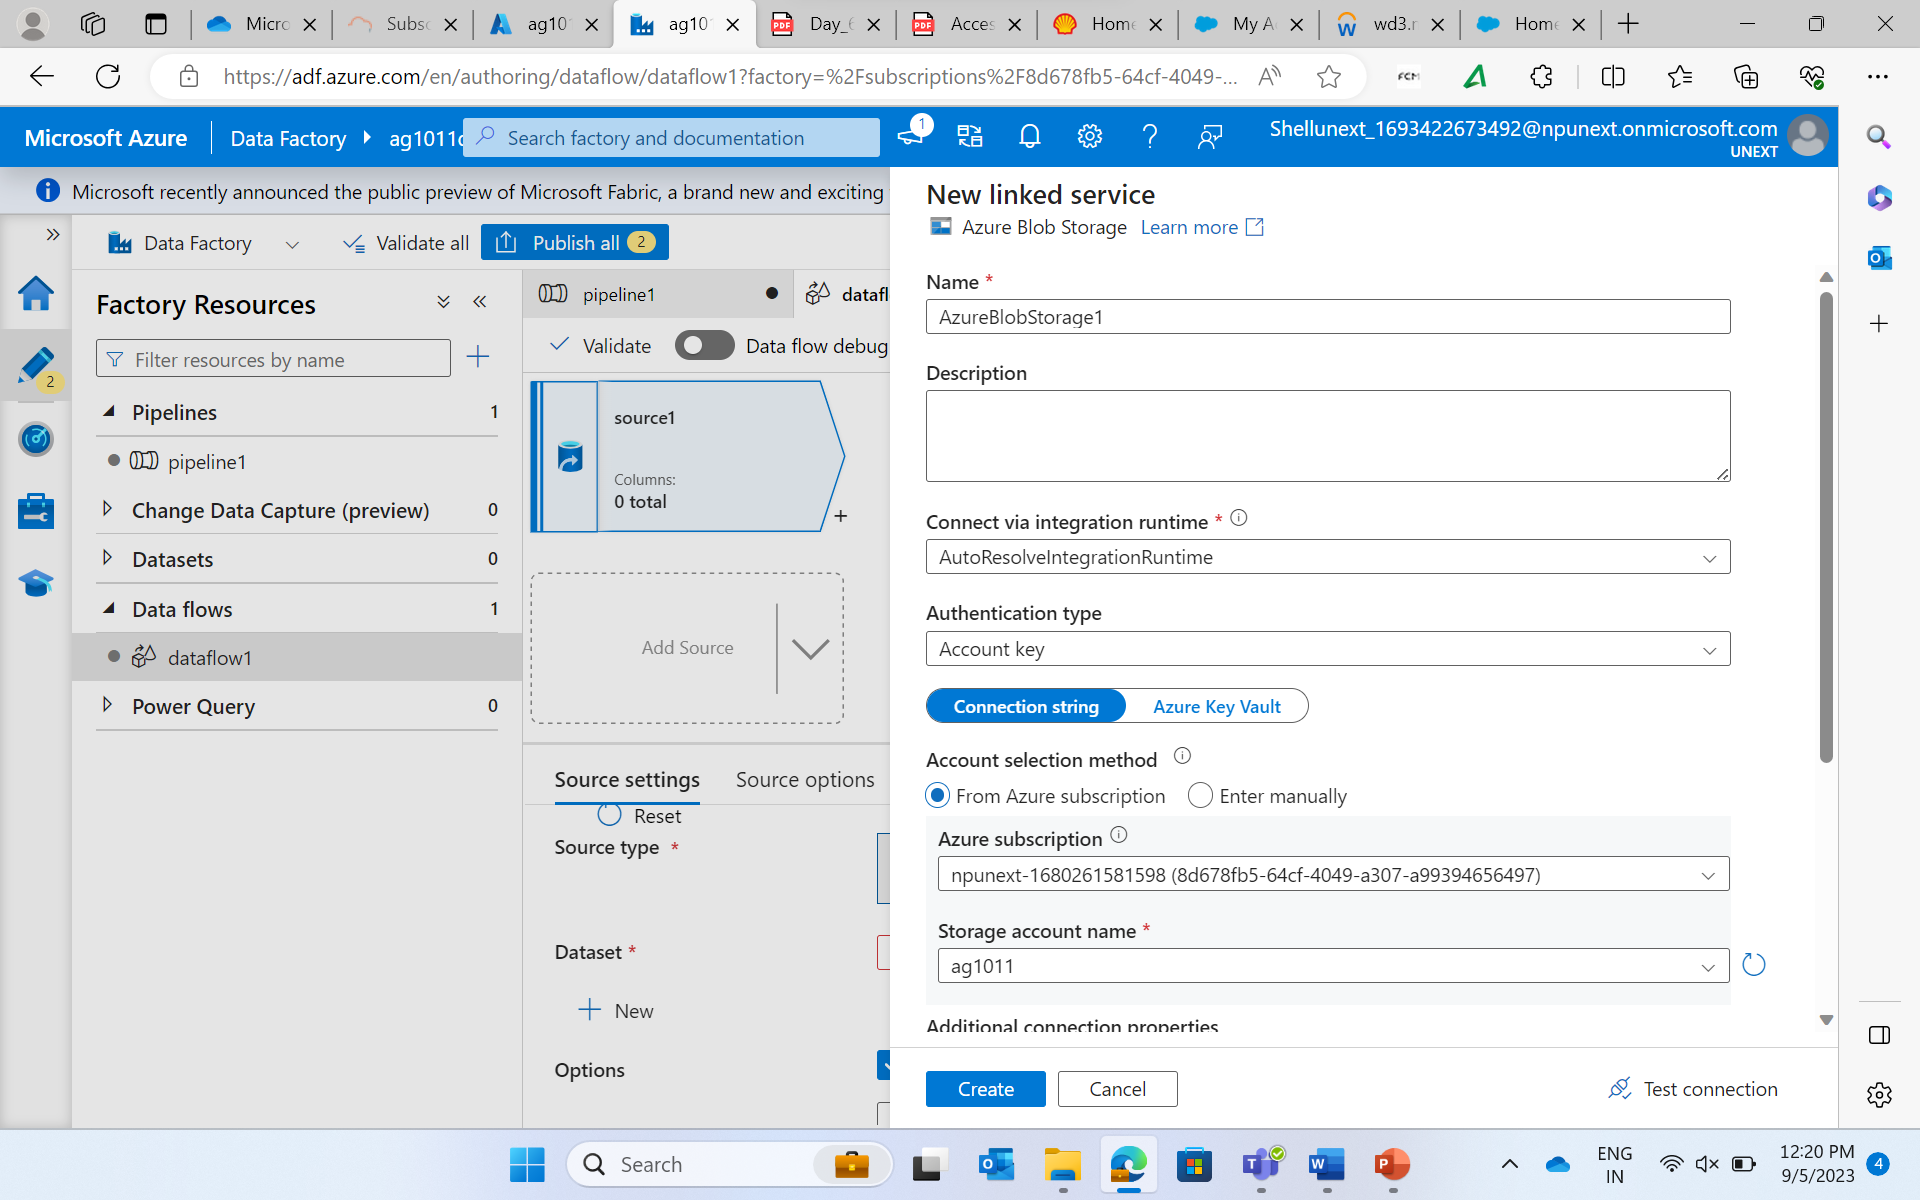 Micro
Subsc
ag10
ag10
PDF
Day_
PDF
Acces
Home
My A
wd3.r
Home
https://adf.azure.com/en/authoring/dataflow/dataflow1?factory=%2Fsubscriptions%2F8d678fb5-64cf-4049-...
FCM
Microsoft Azure
Data Factory
ag1011
Search factory and documentation
1
Shellunext_1693422673492@npunext.onmicrosoft.com
UNEXT
Microsoft recently announced the public preview of Microsoft Fabric, a brand new and exciting
Data Factory
Validate all
Publish all 2
Factory Resources
Filter resources by name
2
Pipelines 1
pipeline1
Change Data Capture (preview) 0
Datasets 0
Data flows 1
dataflow1
Power Query 0
pipeline1
datafl
Validate
Data flow debug
source1
Columns:
0 total
+
Add Source
Source settings
Source options
Reset
Source type *
Dataset *
New
Options
New linked service
Azure Blob Storage Learn more
Name *
AzureBlobStorage1
Description
Connect via integration runtime *
AutoResolveIntegrationRuntime
Authentication type
Account key
Connection string
Azure Key Vault
Account selection method
From Azure subscription
Enter manually
Azure subscription
npunext-1680261581598 (8d678fb5-64cf-4049-a307-a99394656497)
Storage account name *
ag1011
Additional connection properties
Create
Cancel
Test connection
Search
ENG
IN
12:20 PM
9/5/2023
4